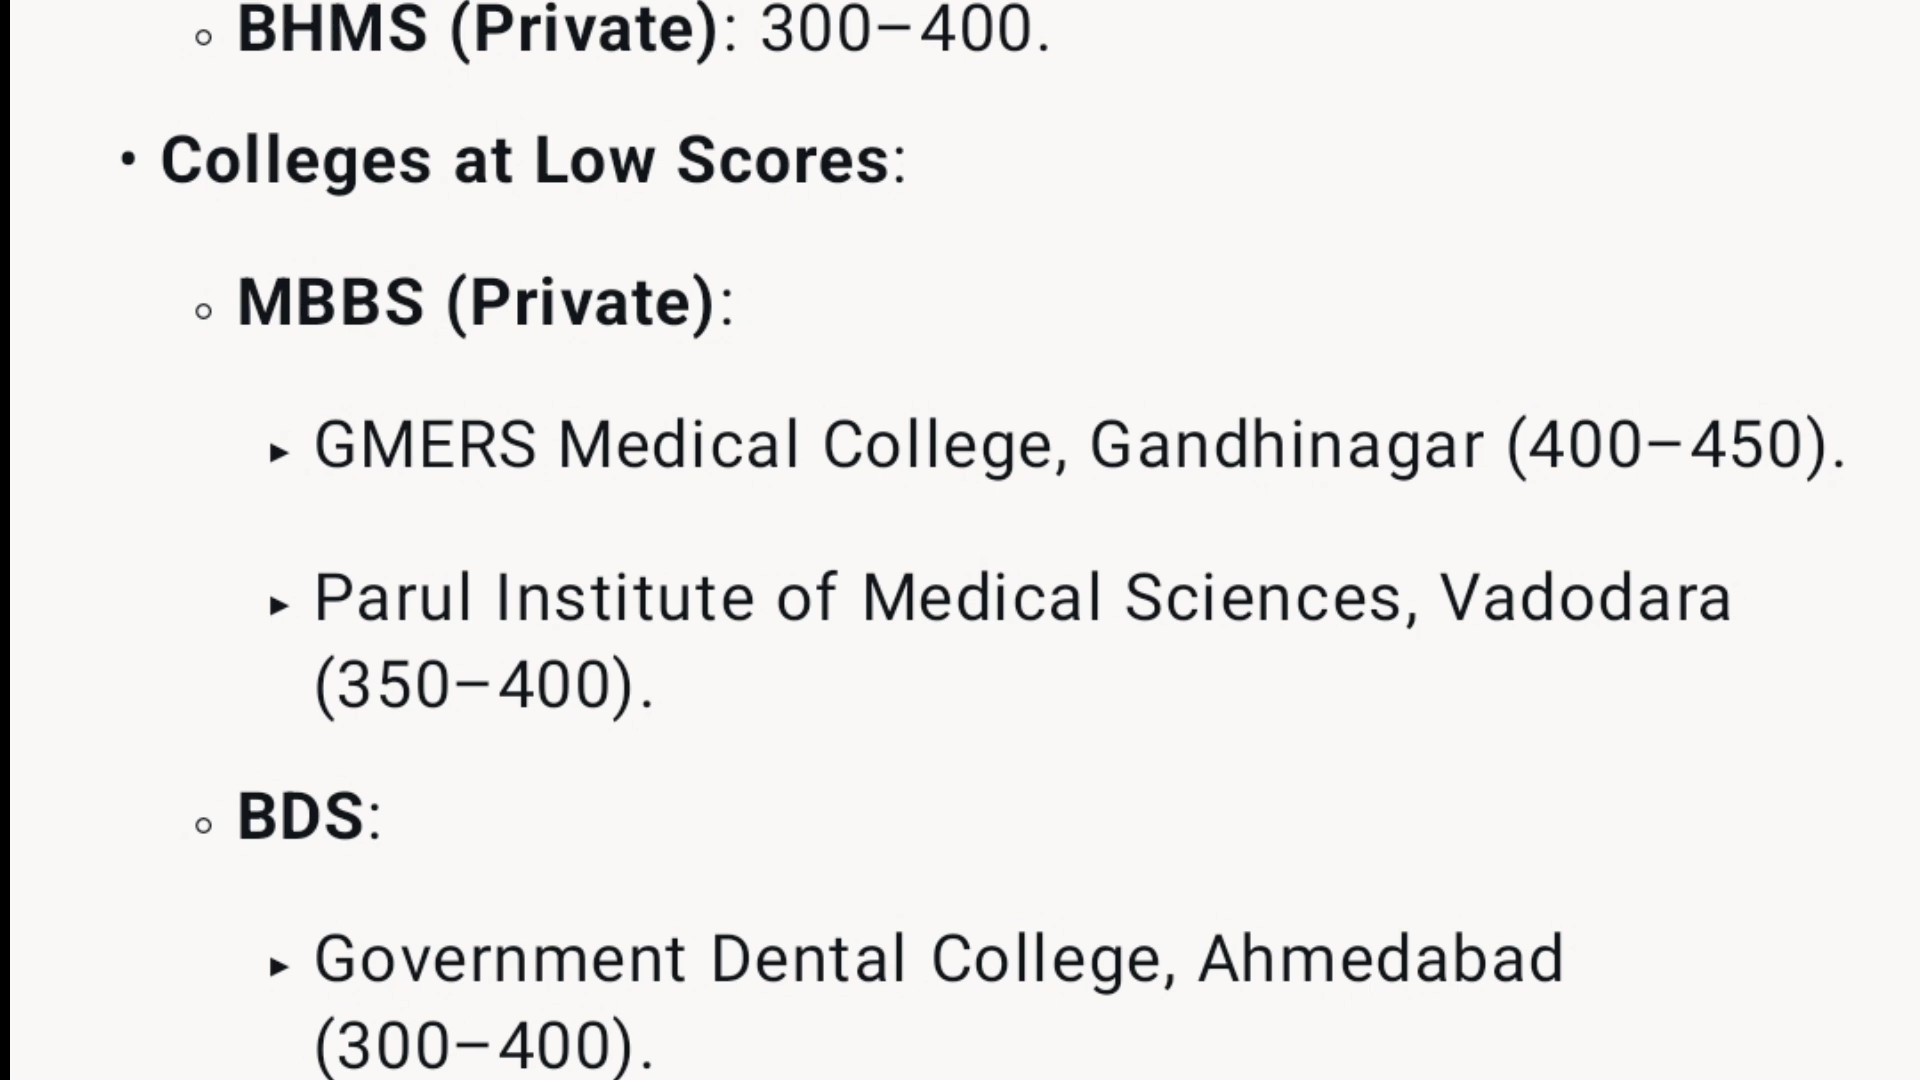 ◦ BHMS (Private): 300–400.
• Colleges at Low Scores:
◦ MBBS (Private):
▸ GMERS Medical College, Gandhinagar (400–450).
▸ Parul Institute of Medical Sciences, Vadodara
(350–400).
◦ BDS:
▸ Government Dental College, Ahmedabad
(300–400).